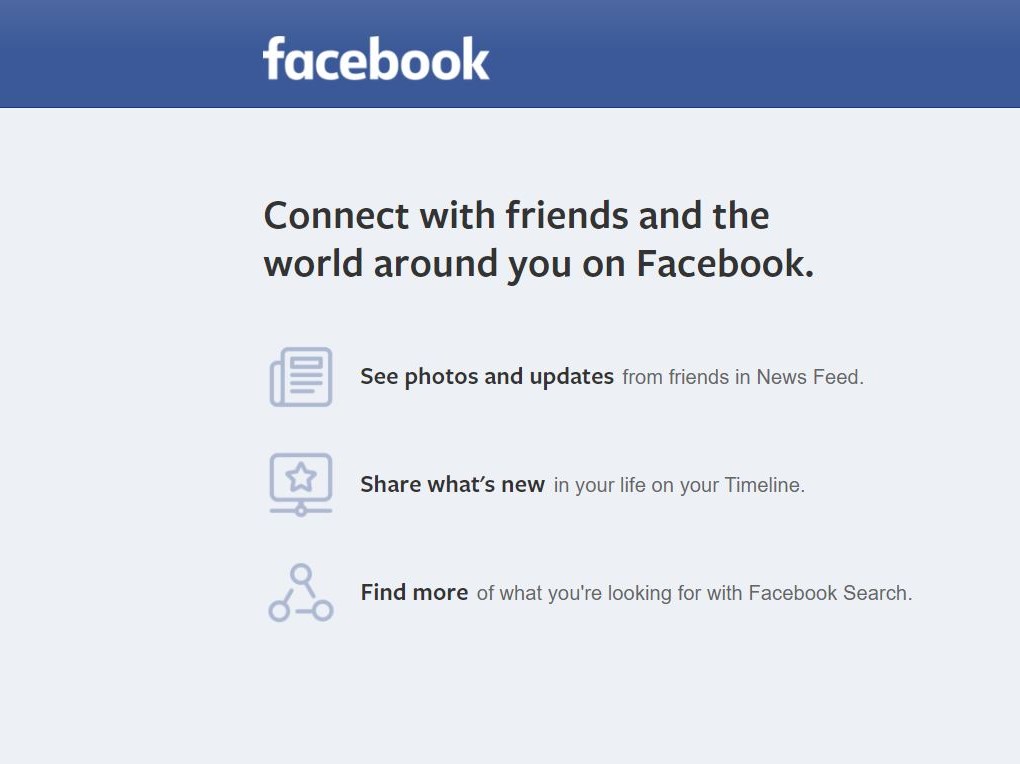 facebook
Connect with friends and the
world around you on Facebook.
See photos and updates from friends in News Feed.
Share what's new in your life on your Timeline.
Find more of what you're looking for with Facebook Search.